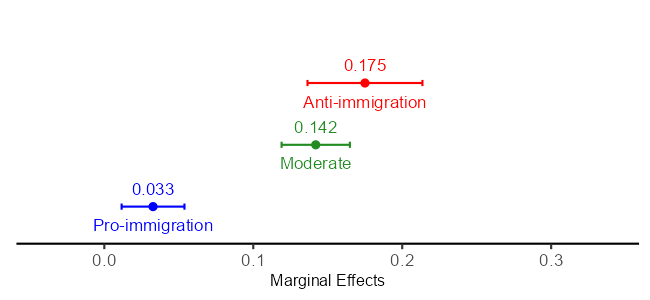 0.175
Anti-immigration
0.142
Moderate
0.033
Pro-immigration
0.0 0.1 0.2 0.3
Marginal Effects